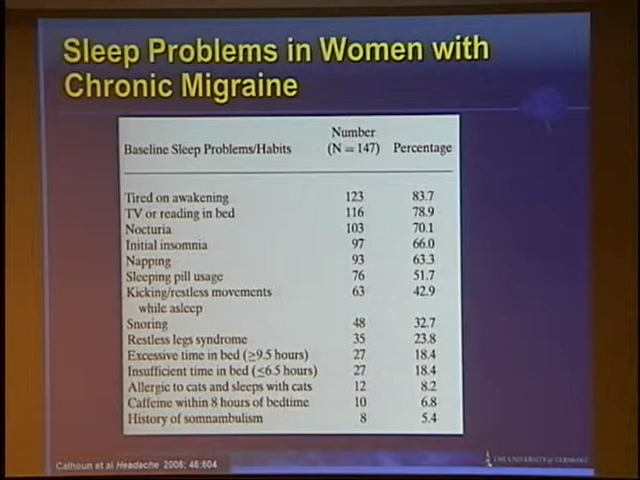 Sleep Problems in Women with
Chronic Migraine
Number
Baseline Sleep Problems/Habits (N = 147) Percentage
Tired on awakening 123 83.7
TV or reading in bed 116 78.9
Nocturia 103 70.1
Initial insomnia 97 66.0
Napping 93 63.3
Sleeping pill usage 76 51.7
Kicking/restless movements 63 42.9
while asleep
Snoring 48 32.7
Restless legs syndrome 35 23.8
Excessive time in bed (≥9.5 hours) 27 18.4
Insufficient time in bed (≤6.5 hours) 27 18.4
Allergic to cats and sleeps with cats 12 8.2
Caffeine within 8 hours of bedtime 10 6.8
History of somnambulism 8 5.4
Calhoun et al Headache 2006; 46:604
THE UNIVERSITY of VERMONT